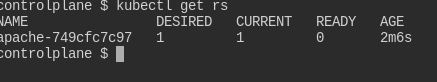 controlplane $ kubectl get rs
NAME DESIRED CURRENT READY AGE
apache-749cfc7c97 1 1 0 2m6s
controlplane $